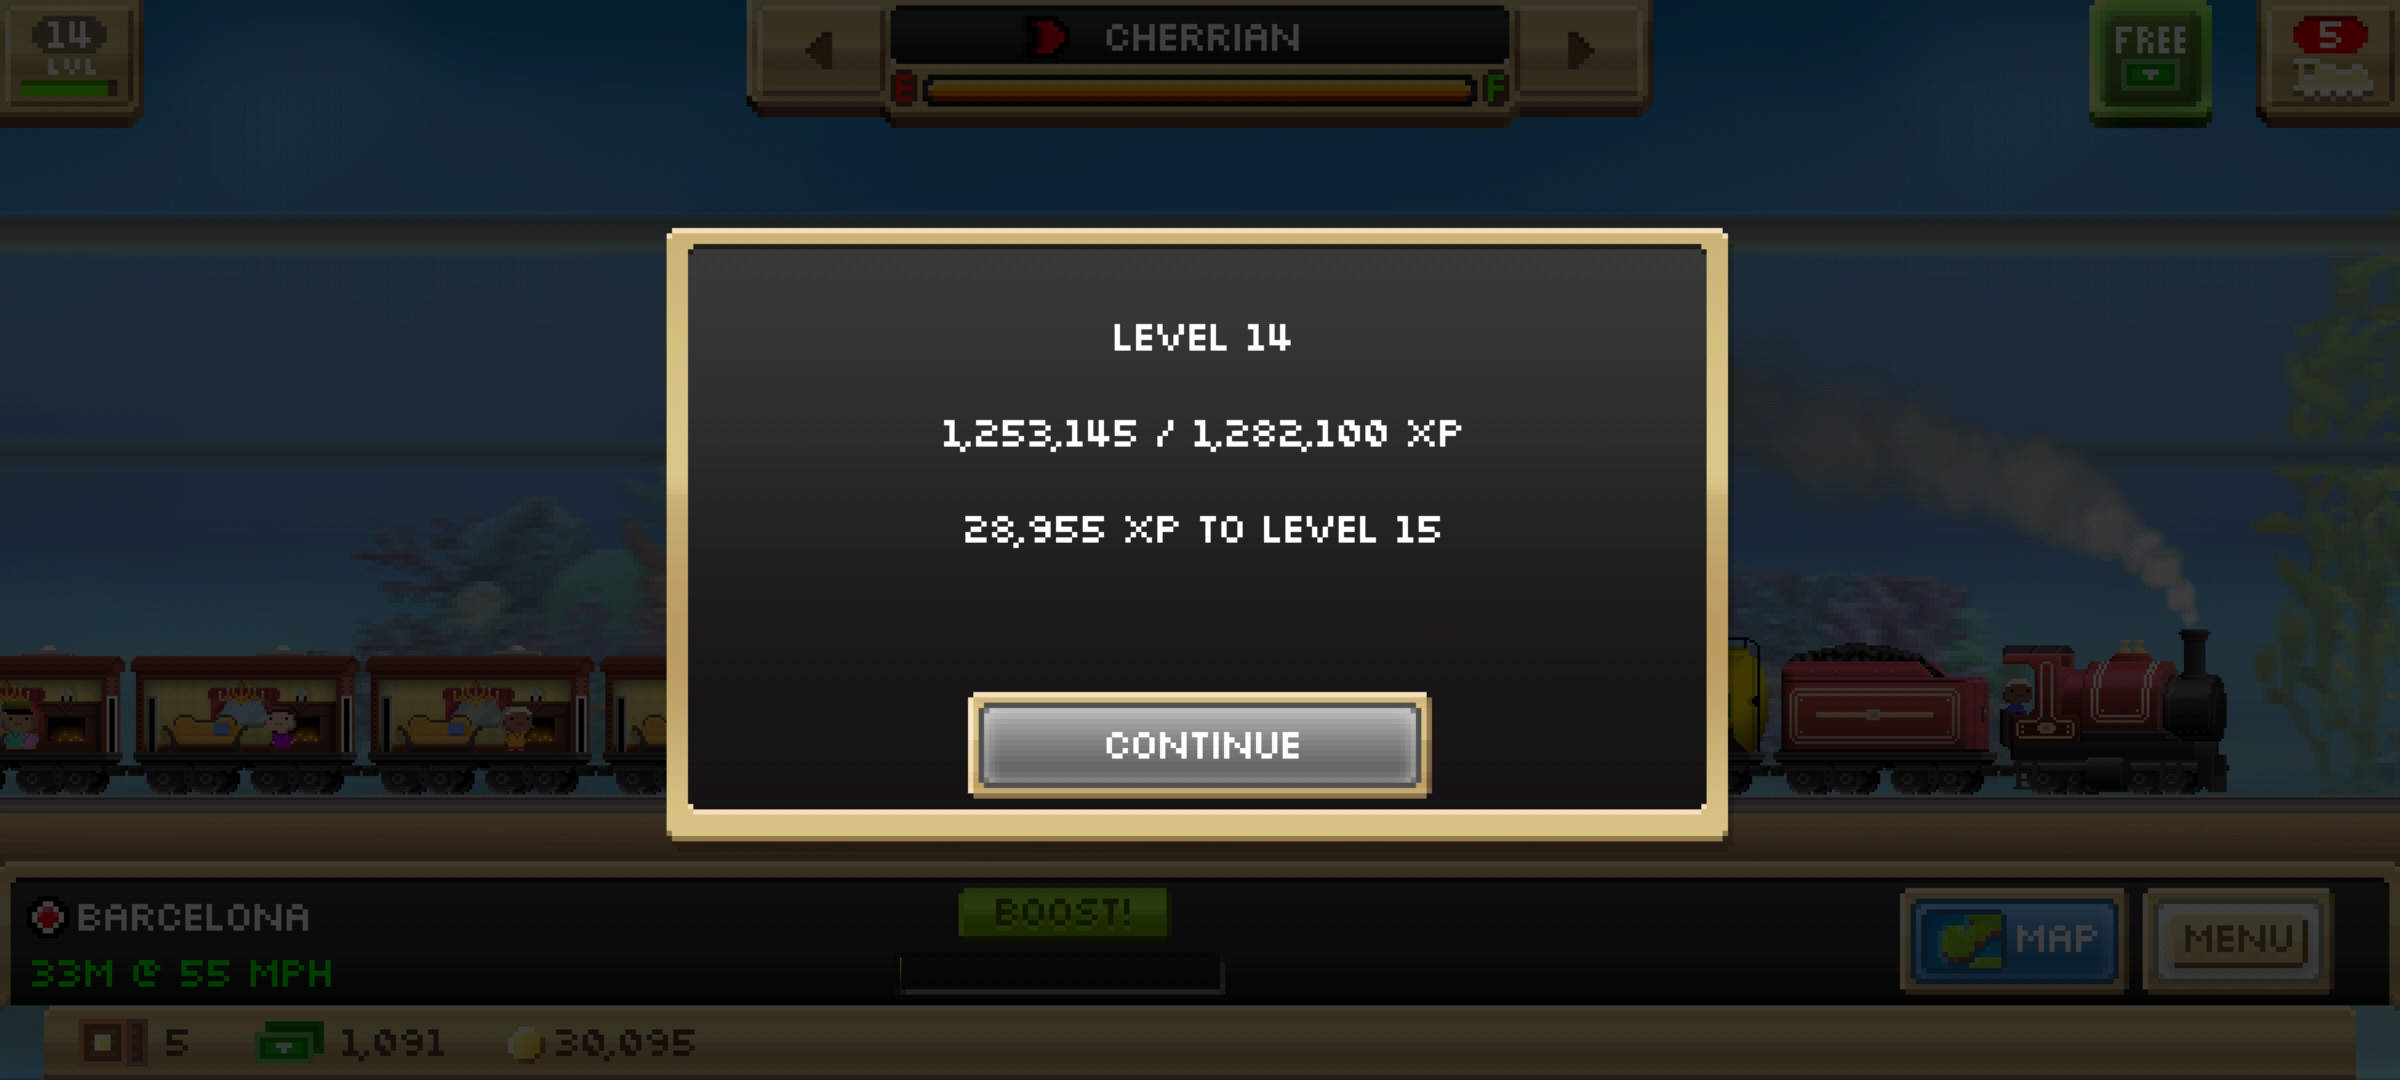 14
LVL
CHERRIAN
E F
FREE
5
LEVEL 14
1,253,145 / 1,282,100 XP
28,955 XP TO LEVEL 15
CONTINUE
BARCELONA
33M @ 55 MPH
BOOST!
MAP
MENU
5
1,091
30,095